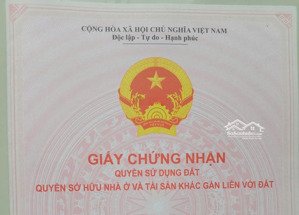 CỘNG HÒA XÃ HỘI CHỦ NGHĨA VIỆT NAM
Độc lập - Tự do - Hạnh phúc
GIẤY CHỨNG NHẬN
QUYỀN SỬ DỤNG ĐẤT
QUYỀN SỞ HỮU NHÀ Ở VÀ TÀI SẢN KHÁC GẮN LIỀN VỚI ĐẤT